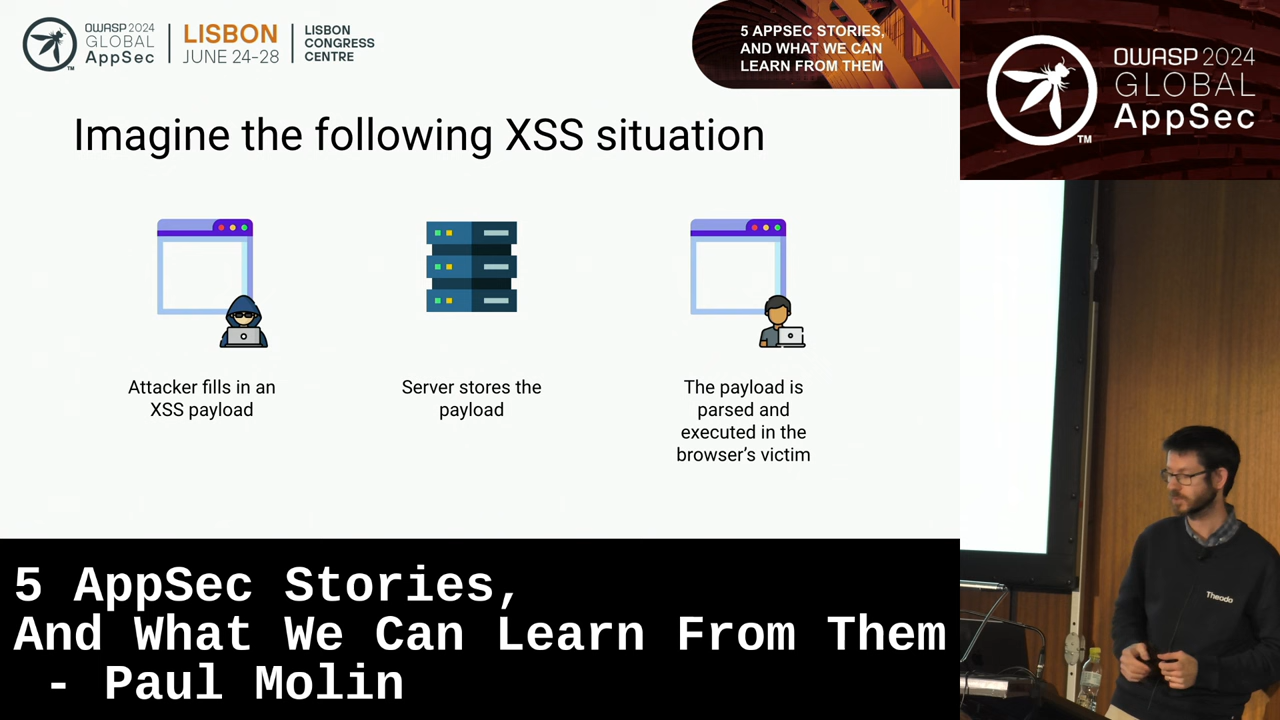 OWASP 2024
GLOBAL
AppSec
TM
LISBON
JUNE 24-28
LISBON
CONGRESS
CENTRE
5 APPSEC STORIES,
AND WHAT WE CAN
LEARN FROM THEM
OWASP 2024
GLOBAL
AppSec
TM
Imagine the following XSS situation
Attacker fills in an
XSS payload
Server stores the
payload
The payload is
parsed and
executed in the
browser’s victim
Theodo
5 AppSec Stories,
And What We Can Learn From Them
- Paul Molin